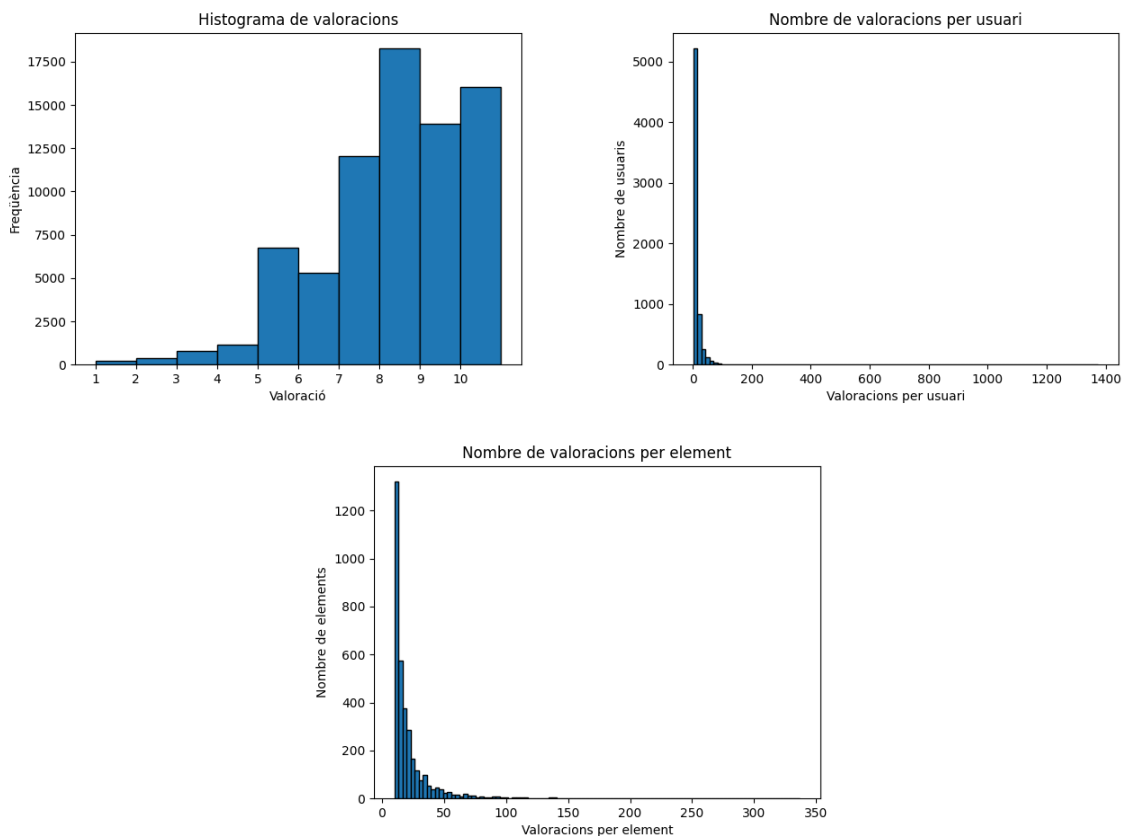 Histograma de valoracions
17500
15000
12500
10000
7500
5000
2500
0
Freqüència
1 2 3 4 5 6 7 8 9 10
Valoració
Nombre de valoracions per usuari
5000
4000
3000
2000
1000
0
Nombre de usuaris
0 200 400 600 800 1000 1200 1400
Valoracions per usuari
Nombre de valoracions per element
1200
1000
800
600
400
200
0
Nombre de elements
0 50 100 150 200 250 300 350
Valoracions per element